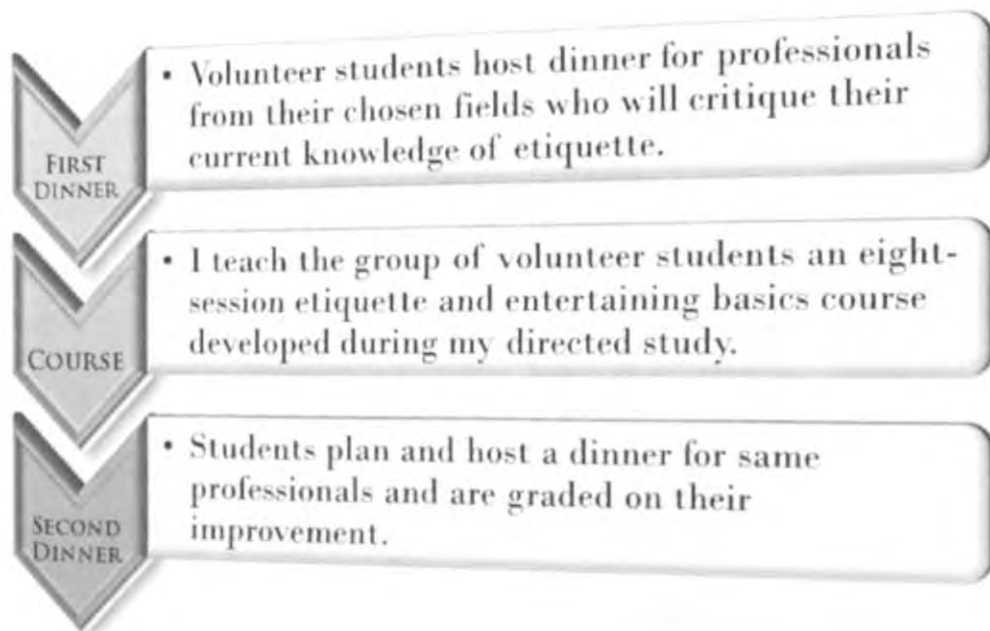 • Volunteer students host dinner for professionals
from their chosen fields who will critique their
current knowledge of etiquette.
FIRST
DINNER
• I teach the group of volunteer students an eight-
session etiquette and entertaining basics course
developed during my directed study.
COURSE
• Students plan and host a dinner for same
professionals and are graded on their
improvement.
SECOND
DINNER